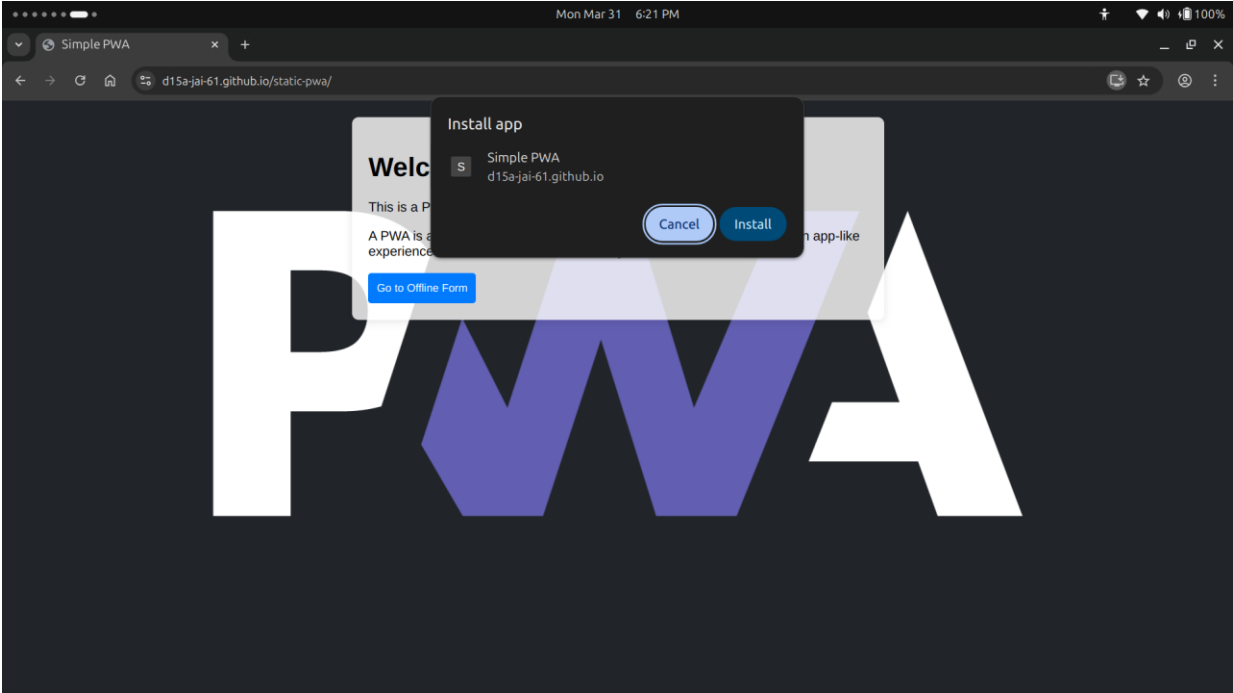 Mon Mar 31 6:21 PM
100%
Simple PWA
d15a-jai-61.github.io/static-pwa/
Install app
S
Simple PWA
d15a-jai-61.github.io
Cancel
Install
Welc
This is a P
A PWA is a
n app-like
experience
Go to Offline Form
PWA